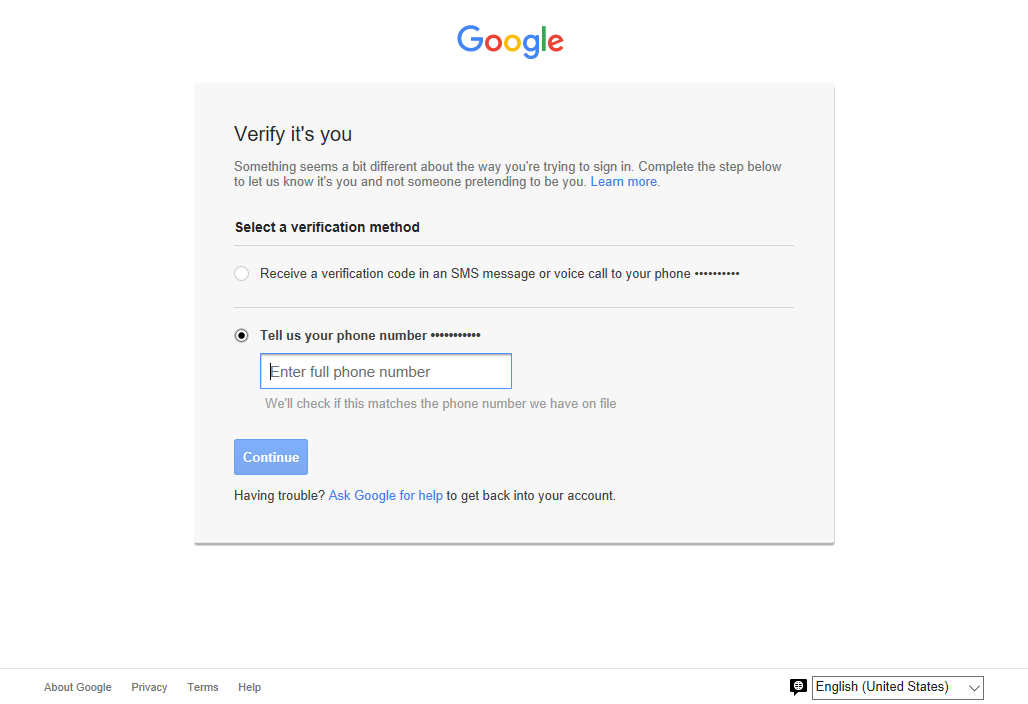 Google
Verify it's you
Something seems a bit different about the way you're trying to sign in. Complete the step below
to let us know it's you and not someone pretending to be you. Learn more.
Select a verification method
Receive a verification code in an SMS message or voice call to your phone ••••••••••
Tell us your phone number •••••••••••
Enter full phone number
We'll check if this matches the phone number we have on file
Continue
Having trouble? Ask Google for help to get back into your account.
About Google Privacy Terms Help English (United States)